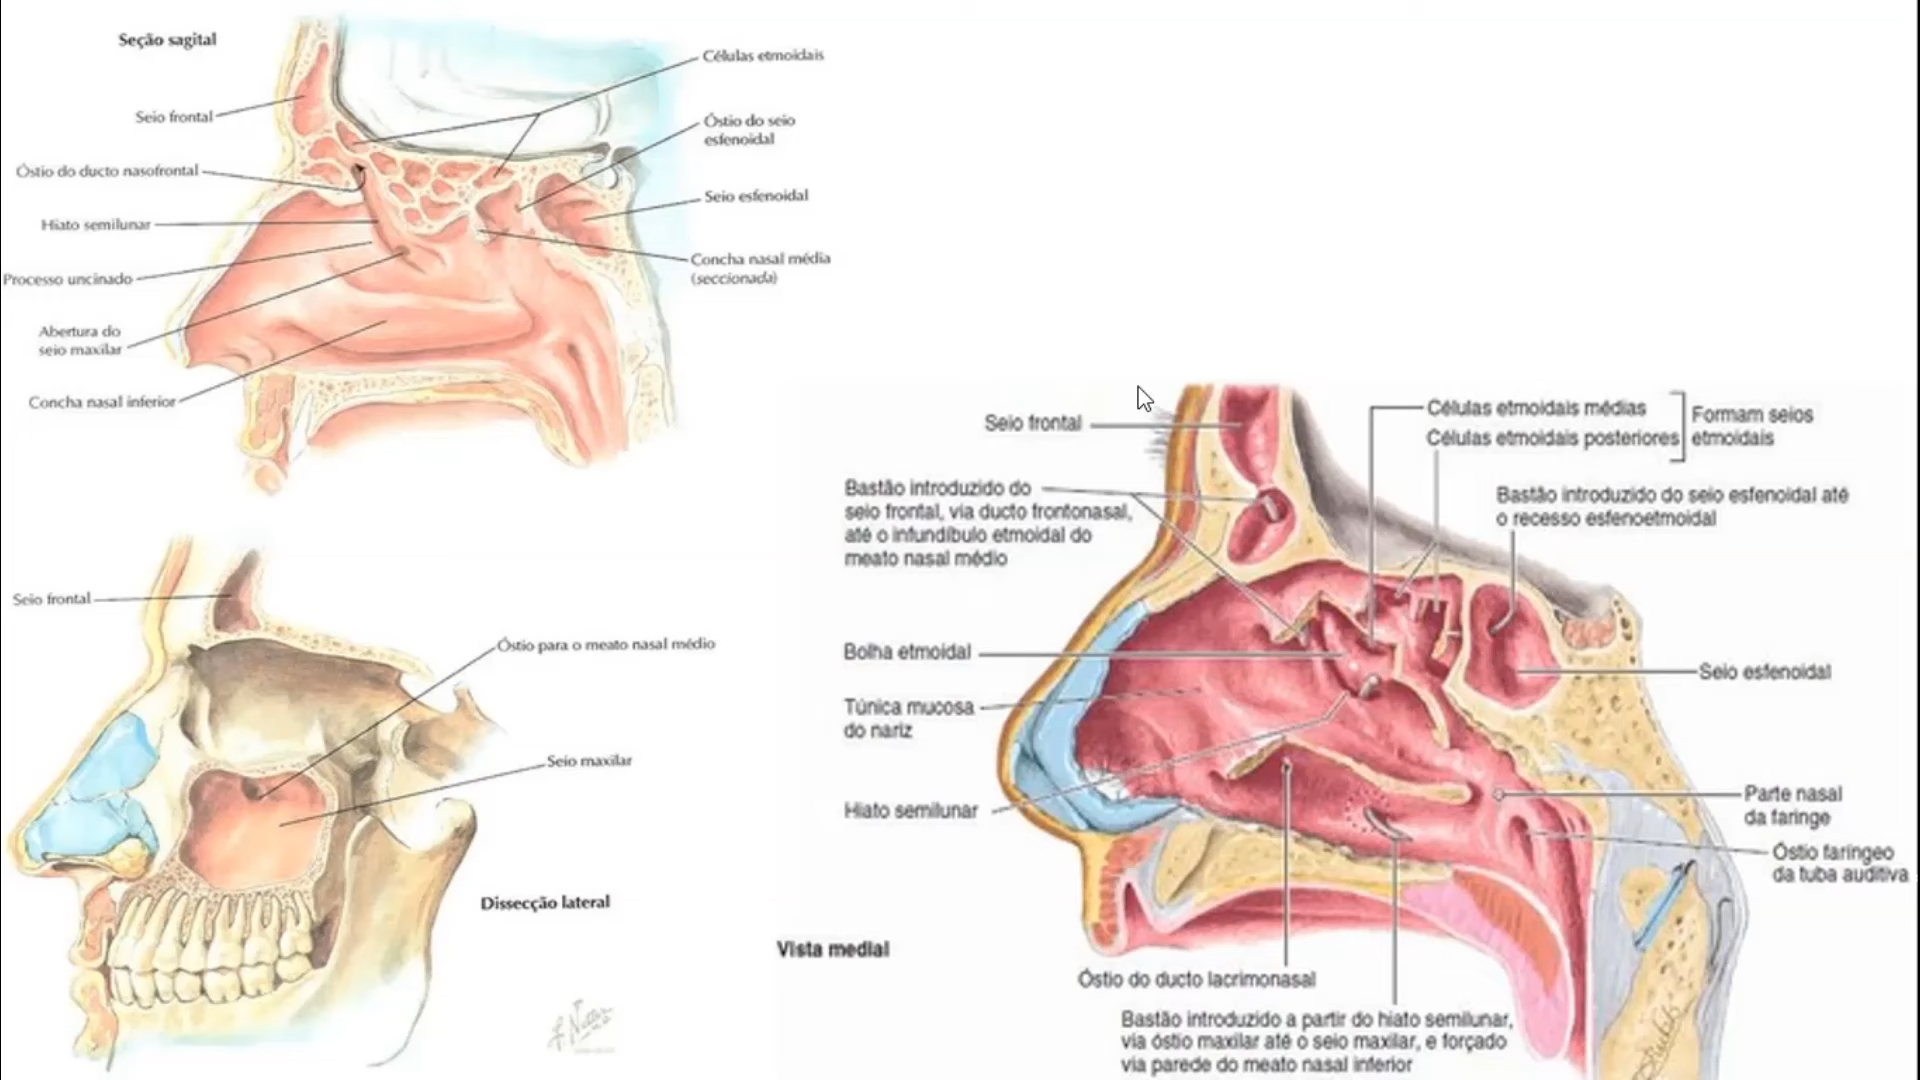 Seção sagital
Células etmoidais
Seio frontal
Óstio do seio
esfenoidal
Óstio do ducto nasofrontal
Seio esfenoidal
Hiato semilunar
Concha nasal média
(seccionada)
Processo uncinado
Abertura do
seio maxilar
Concha nasal inferior
Seio frontal
Óstio para o meato nasal médio
Seio maxilar
Dissecção lateral
Seio frontal
Células etmoidais médias
Células etmoidais posteriores
Formam seios
etmoidais
Bastão introduzido do
seio frontal, via ducto frontonasal,
até o infundíbulo etmoidal do
meato nasal médio
Bastão introduzido do seio esfenoidal até
o recesso esfenoetmoidal
Bolha etmoidal
Seio esfenoidal
Túnica mucosa
do nariz
Hiato semilunar
Parte nasal
da faringe
Óstio faríngeo
da tuba auditiva
Vista medial
Óstio do ducto lacrimonasal
Bastão introduzido a partir do hiato semilunar,
via óstio maxilar até o seio maxilar, e forçado
via parede do meato nasal inferior